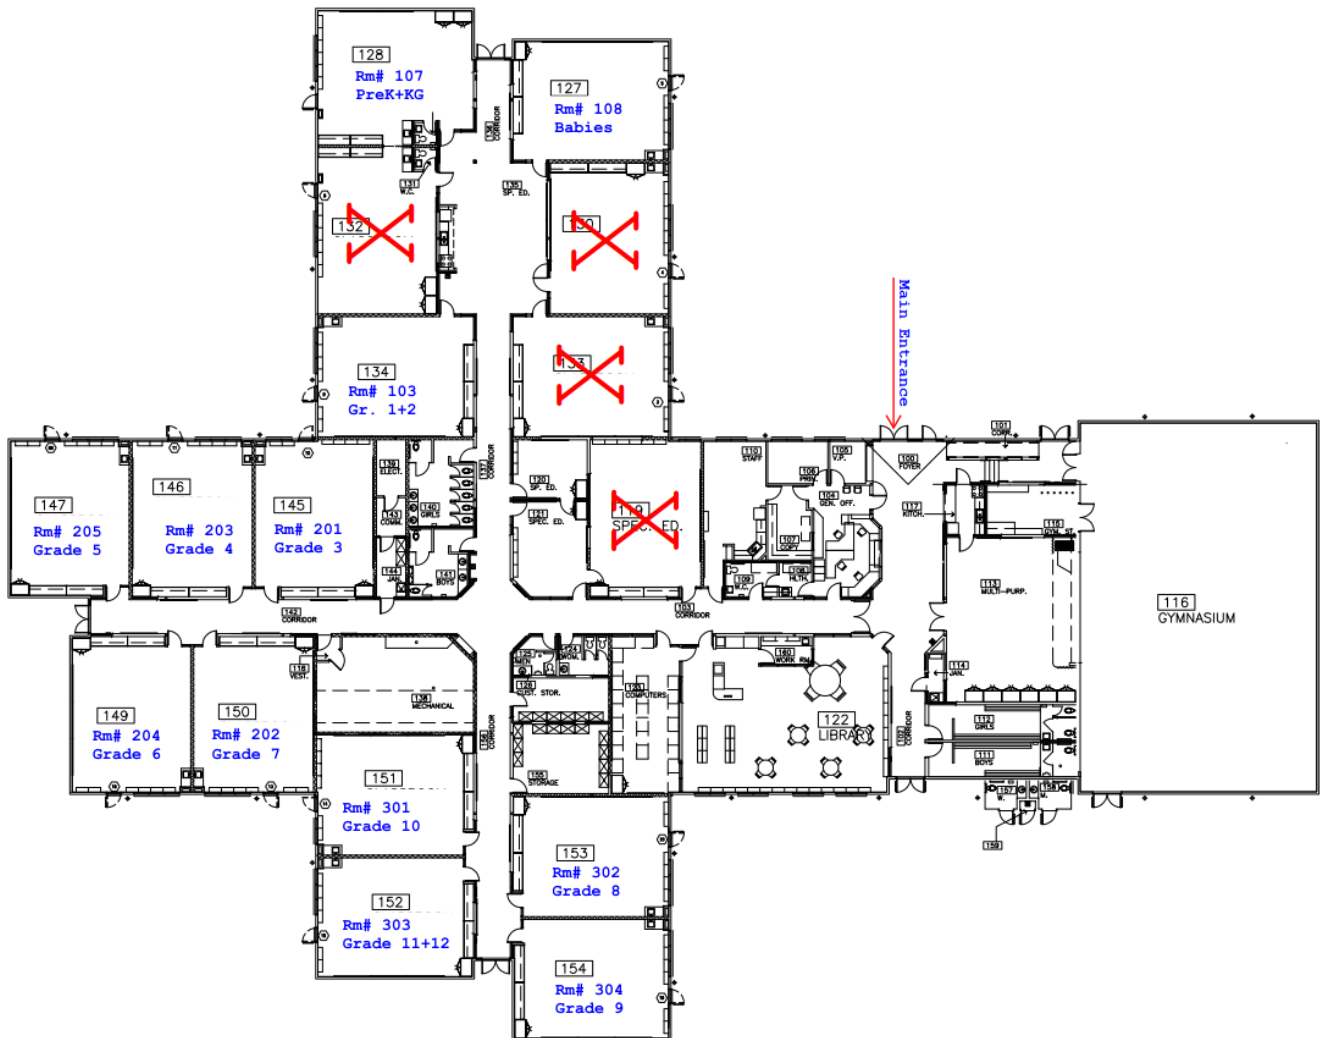 128
Rm# 107
PreK+KG
127
Rm# 108
Babies
136
CORRIDOR
131
W.C.
135
SP. ED.
132
130
134
Rm# 103
Gr. 1+2
133
Main Entrance
147
Rm# 205
Grade 5
146
Rm# 203
Grade 4
145
Rm# 201
Grade 3
139
ELECT.
143
COMM.
144
JAN.
140
GIRLS
141
BOYS
137
CORRIDOR
120
SP. ED.
121
SPEC. ED.
119
SPEC. ED.
110
STAFF
106
PRIN.
105
V.P.
104
GEN. OFF.
107
COPY
109
W.C.
108
HLTH.
100
FOYER
101
CORR.
117
KITCH.
115
GYM. ST.
113
MULTI-PURP.
116
GYMNASIUM
142
CORRIDOR
103
CORRIDOR
149
Rm# 204
Grade 6
150
Rm# 202
Grade 7
118
VEST.
138
MECHANICAL
125
MEN
124
WOM.
126
CUST. STOR.
123
COMPUTERS
160
WORK RM.
122
LIBRARY
114
JAN.
102
CORRIDOR
112
GIRLS
111
BOYS
157
W.
158
M.
159
156
CORRIDOR
155
STORAGE
151
Rm# 301
Grade 10
152
Rm# 303
Grade 11+12
153
Rm# 302
Grade 8
154
Rm# 304
Grade 9